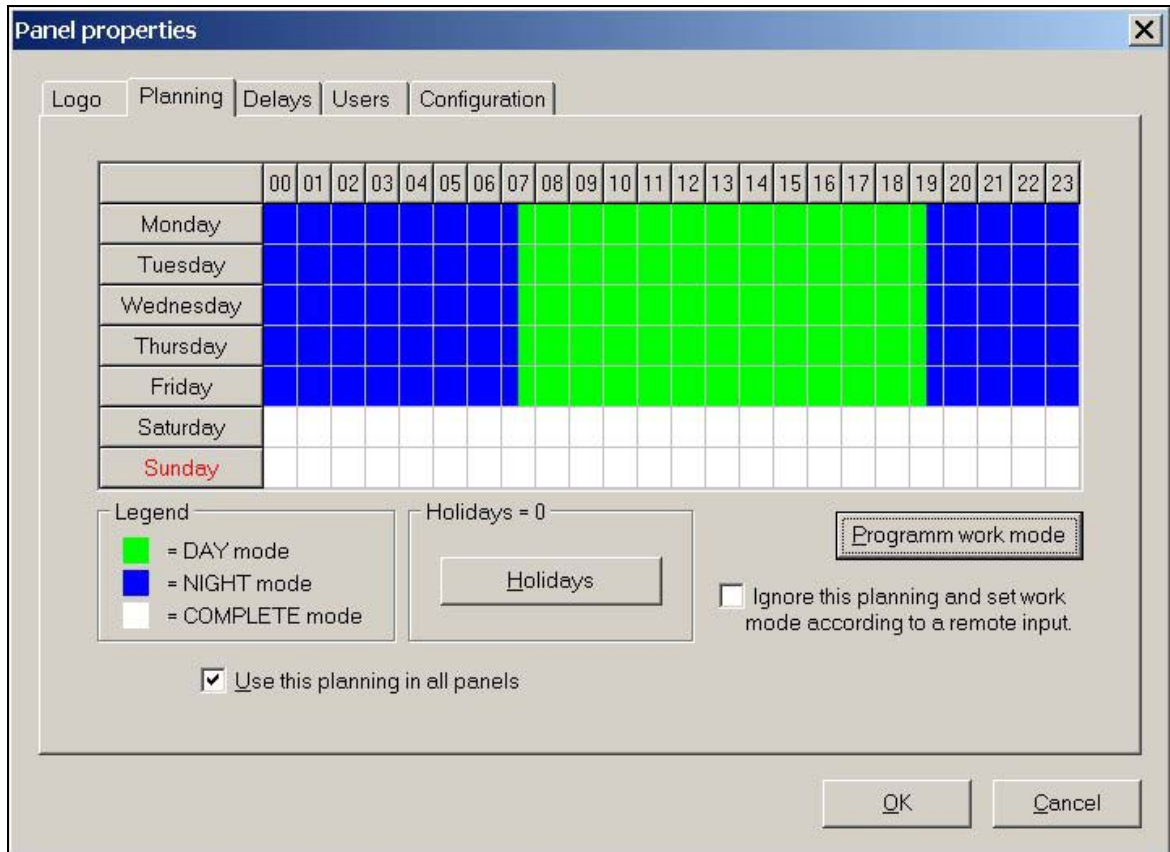 Panel properties
Logo Planning Delays Users Configuration
00 01 02 03 04 05 06 07 08 09 10 11 12 13 14 15 16 17 18 19 20 21 22 23
Monday
Tuesday
Wednesday
Thursday
Friday
Saturday
Sunday
Legend
= DAY mode
= NIGHT mode
= COMPLETE mode
Holidays = 0
Holidays
Programm work mode
Ignore this planning and set work
mode according to a remote input.
Use this planning in all panels
OK Cancel